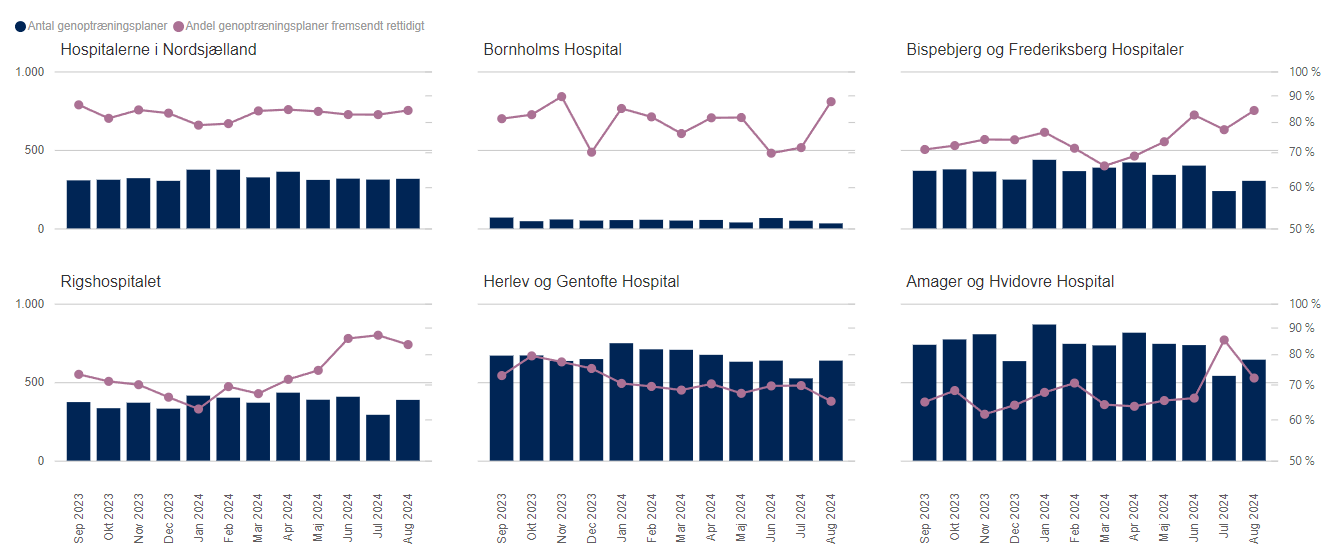 Antal genoptræningsplaner Andel genoptræningsplaner fremsendt rettidigt
Hospitalerne i Nordsjælland
Bornholms Hospital
Bispebjerg og Frederiksberg Hospitaler
1.000
500
0
100 %
90 %
80 %
70 %
60 %
50 %
Rigshospitalet
Herlev og Gentofte Hospital
Amager og Hvidovre Hospital
1.000
500
0
100 %
90 %
80 %
70 %
60 %
50 %
Sep 2023
Okt 2023
Nov 2023
Dec 2023
Jan 2024
Feb 2024
Mar 2024
Apr 2024
Maj 2024
Jun 2024
Jul 2024
Aug 2024
Sep 2023
Okt 2023
Nov 2023
Dec 2023
Jan 2024
Feb 2024
Mar 2024
Apr 2024
Maj 2024
Jun 2024
Jul 2024
Aug 2024
Sep 2023
Okt 2023
Nov 2023
Dec 2023
Jan 2024
Feb 2024
Mar 2024
Apr 2024
Maj 2024
Jun 2024
Jul 2024
Aug 2024